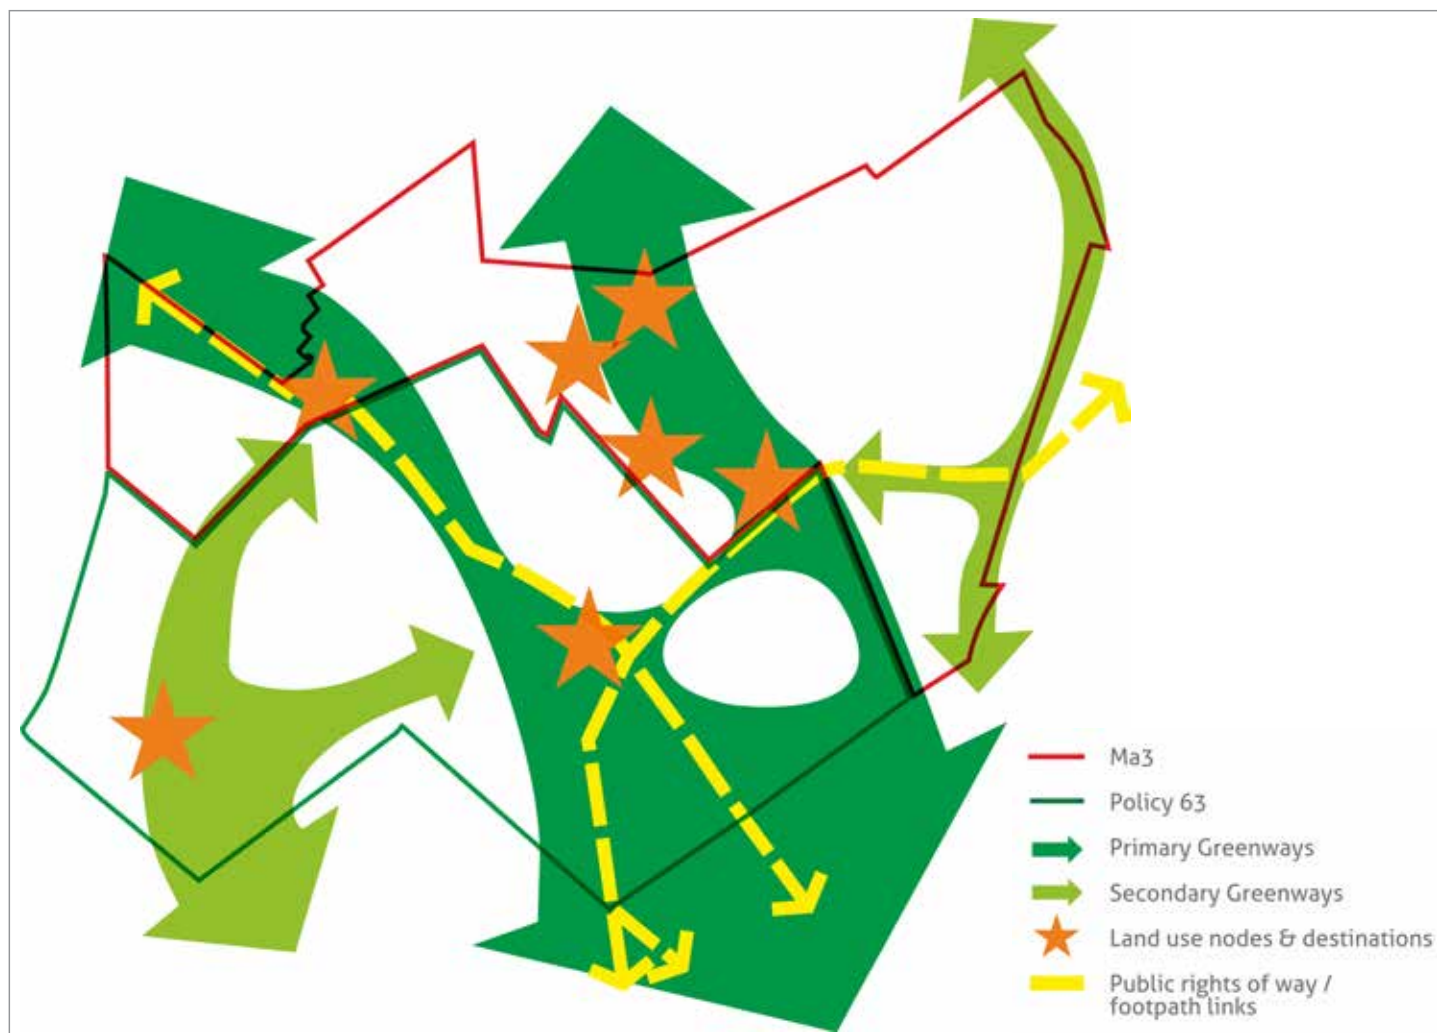 Ma3
Policy 63
Primary Greenways
Secondary Greenways
Land use nodes & destinations
Public rights of way /
footpath links